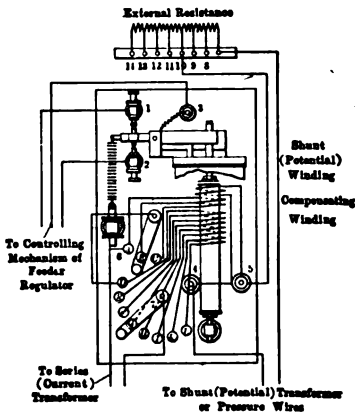 External Resistance
14 13 12 11 10 9 8
1
3
2
Shunt
(Potential)
Winding
Compensating
Winding
To Controlling
Mechanism of
Feeder
Regulator
6
4
5
To Series
(Current)
Transformer
To Shunt (Potential) Transformer
or Pressure Wires